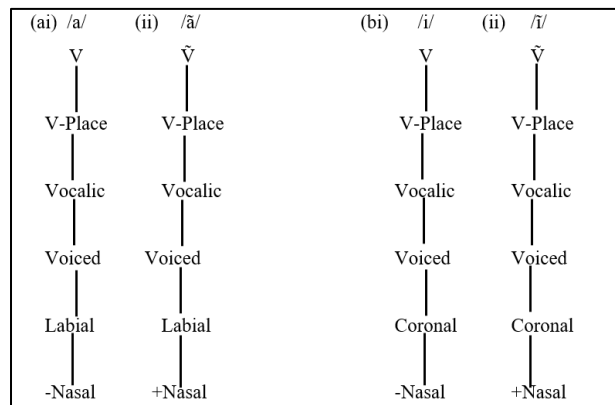 (ai) /a/ (ii) /ã/ (bi) /i/ (ii) /ĩ/
V Ṽ V Ṽ
V-Place V-Place V-Place V-Place
Vocalic Vocalic Vocalic Vocalic
Voiced Voiced Voiced Voiced
Labial Labial Coronal Coronal
-Nasal +Nasal -Nasal +Nasal